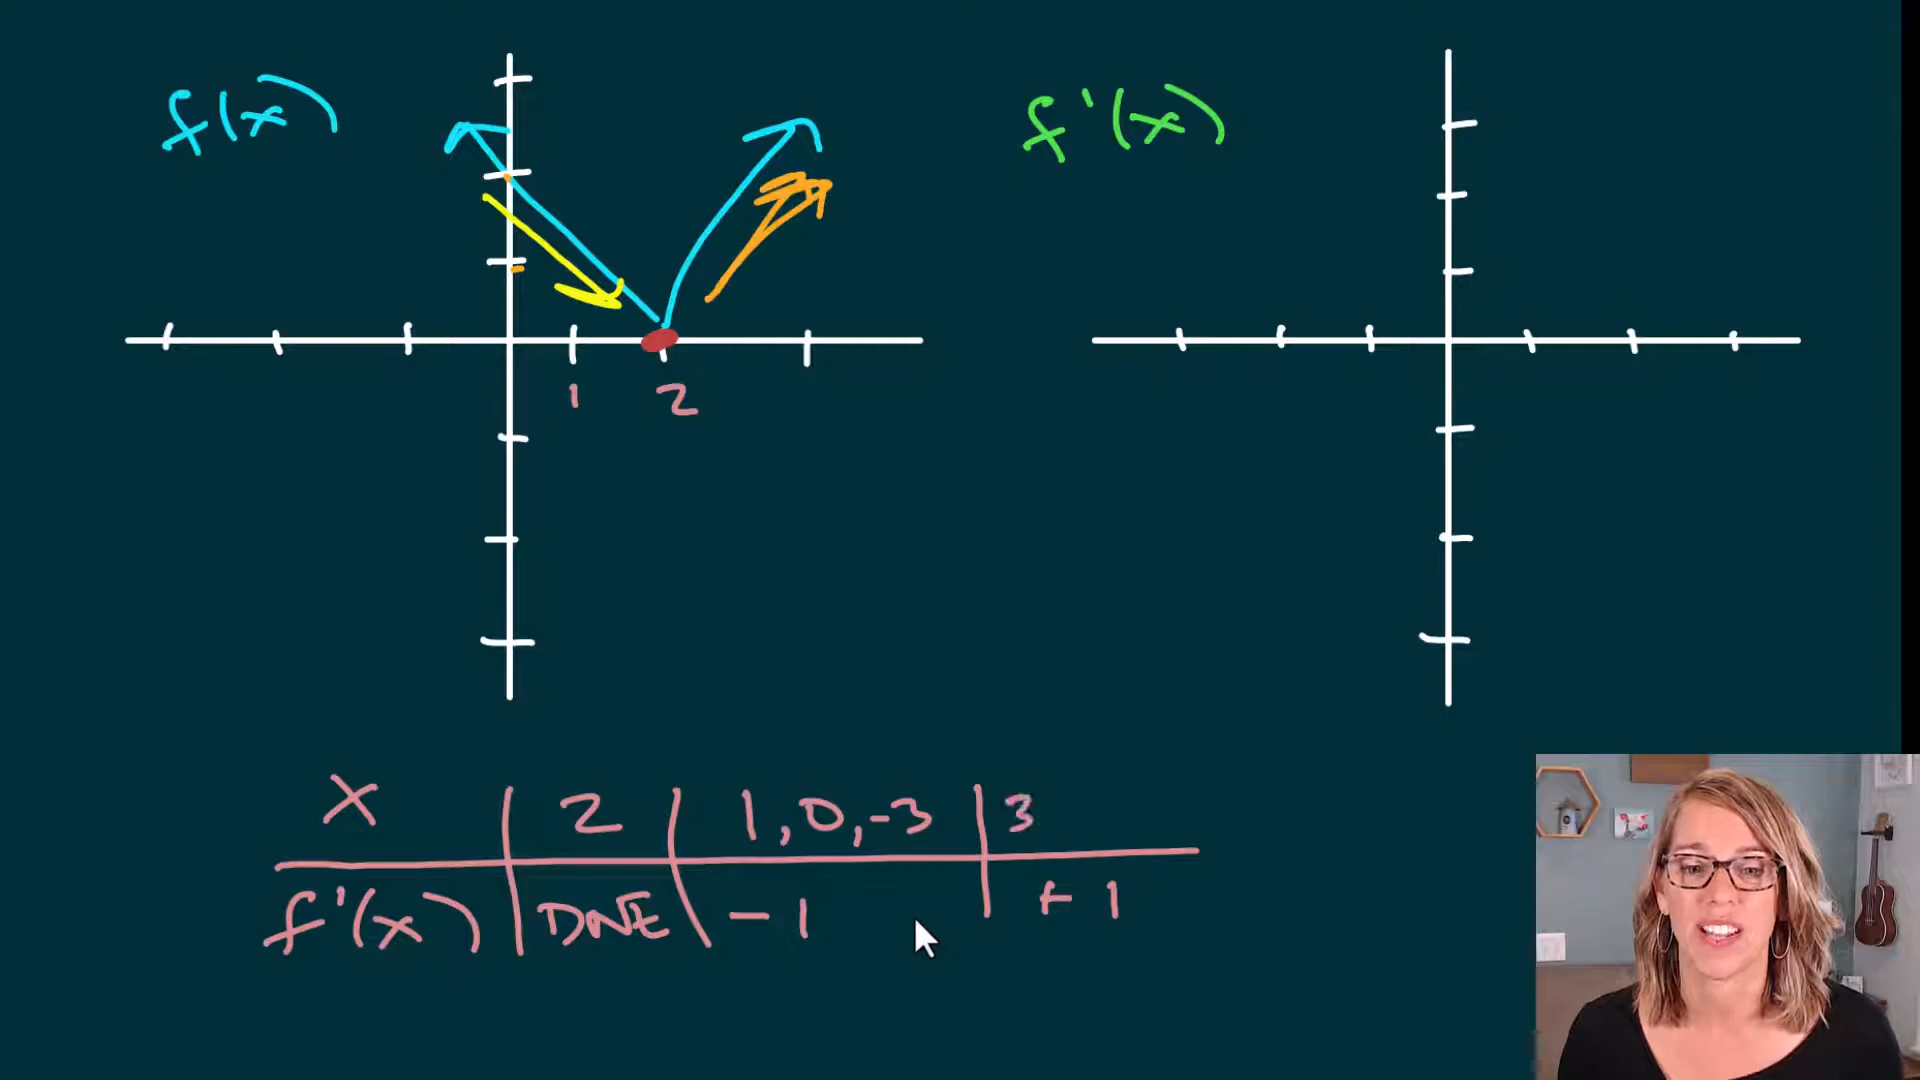 f(x)
f'(x)
1 2
x 2 1, 0, -3 3
f'(x) DNE -1 +1